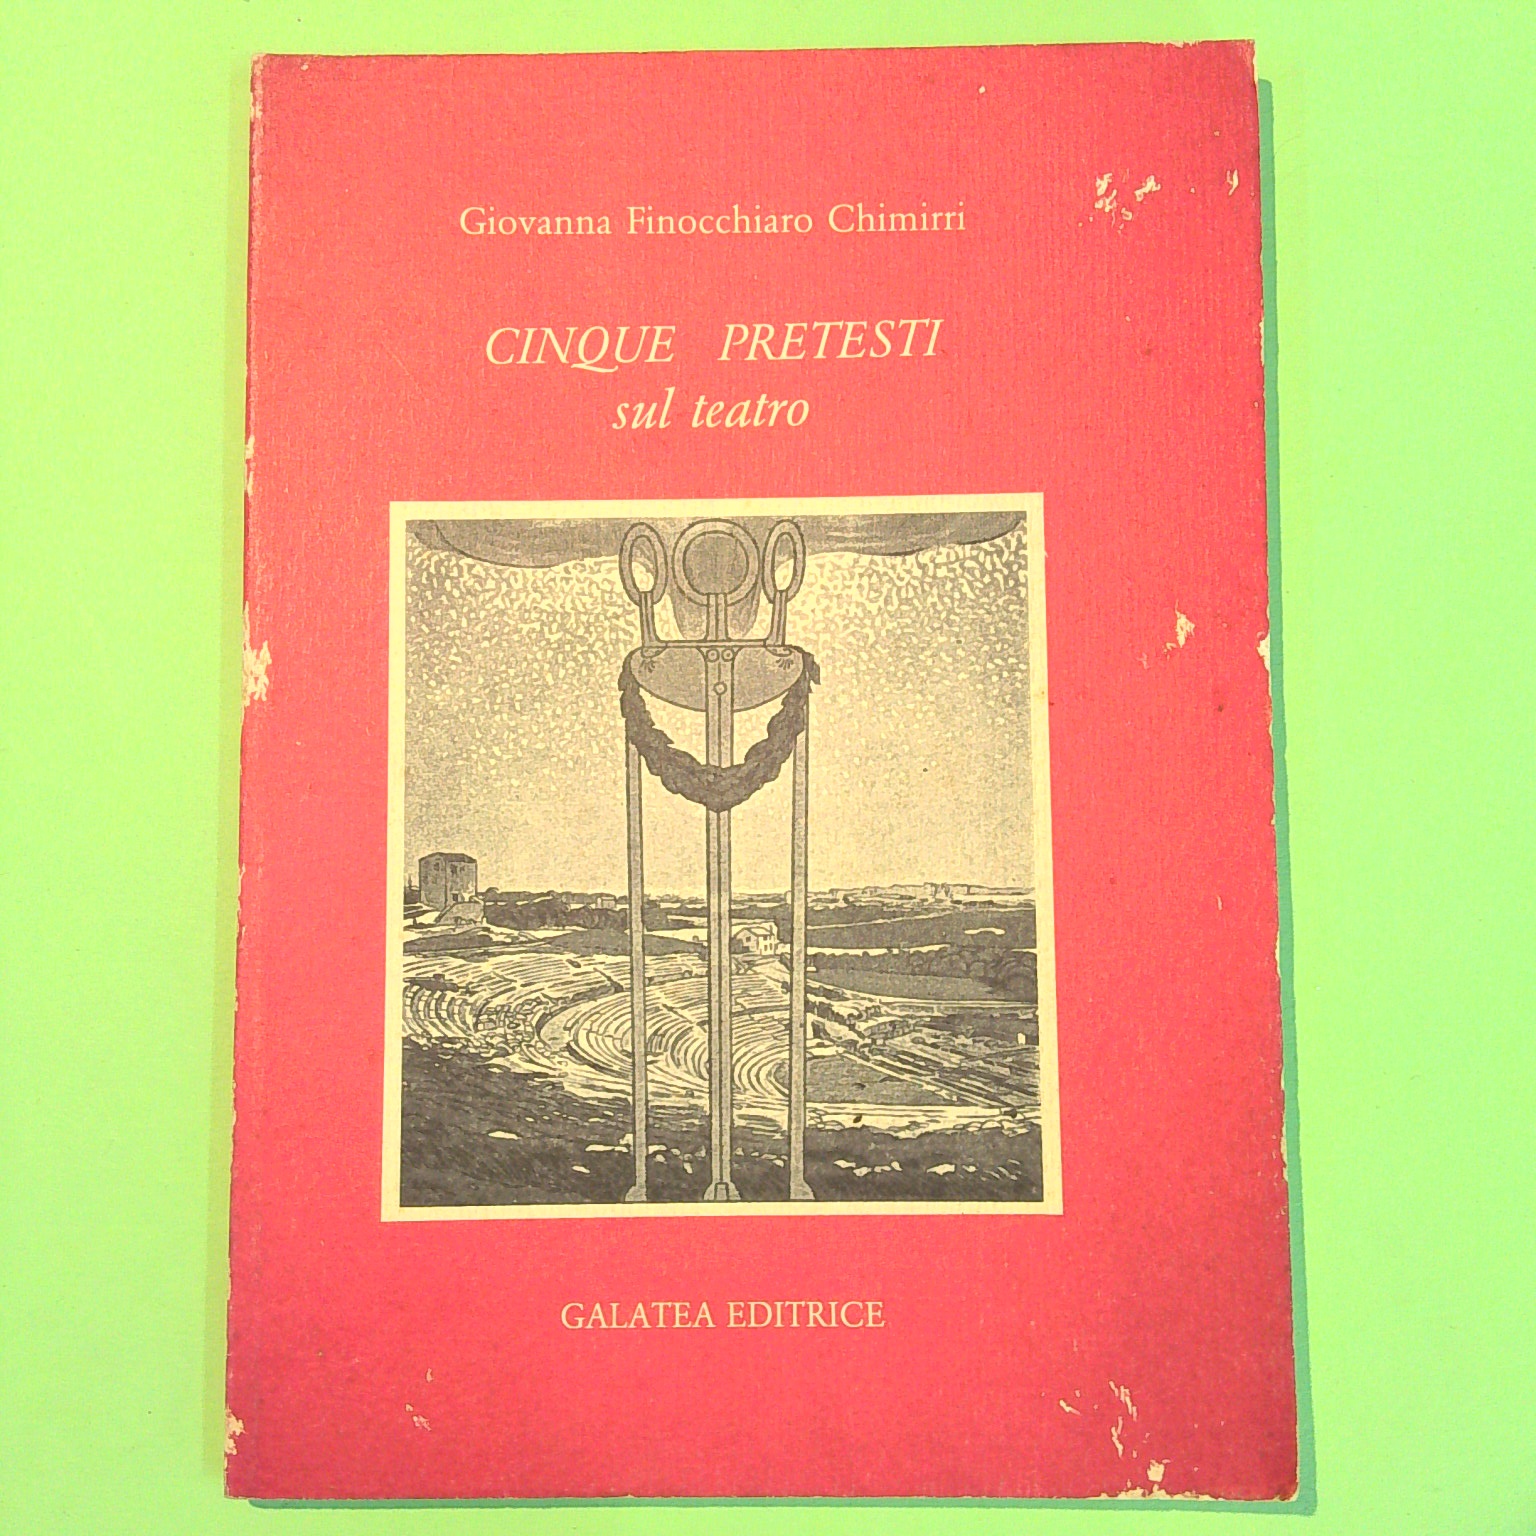 Giovanna Finocchiaro Chimirri
CINQUE PRETESTI
sul teatro
GALATEA EDITRICE